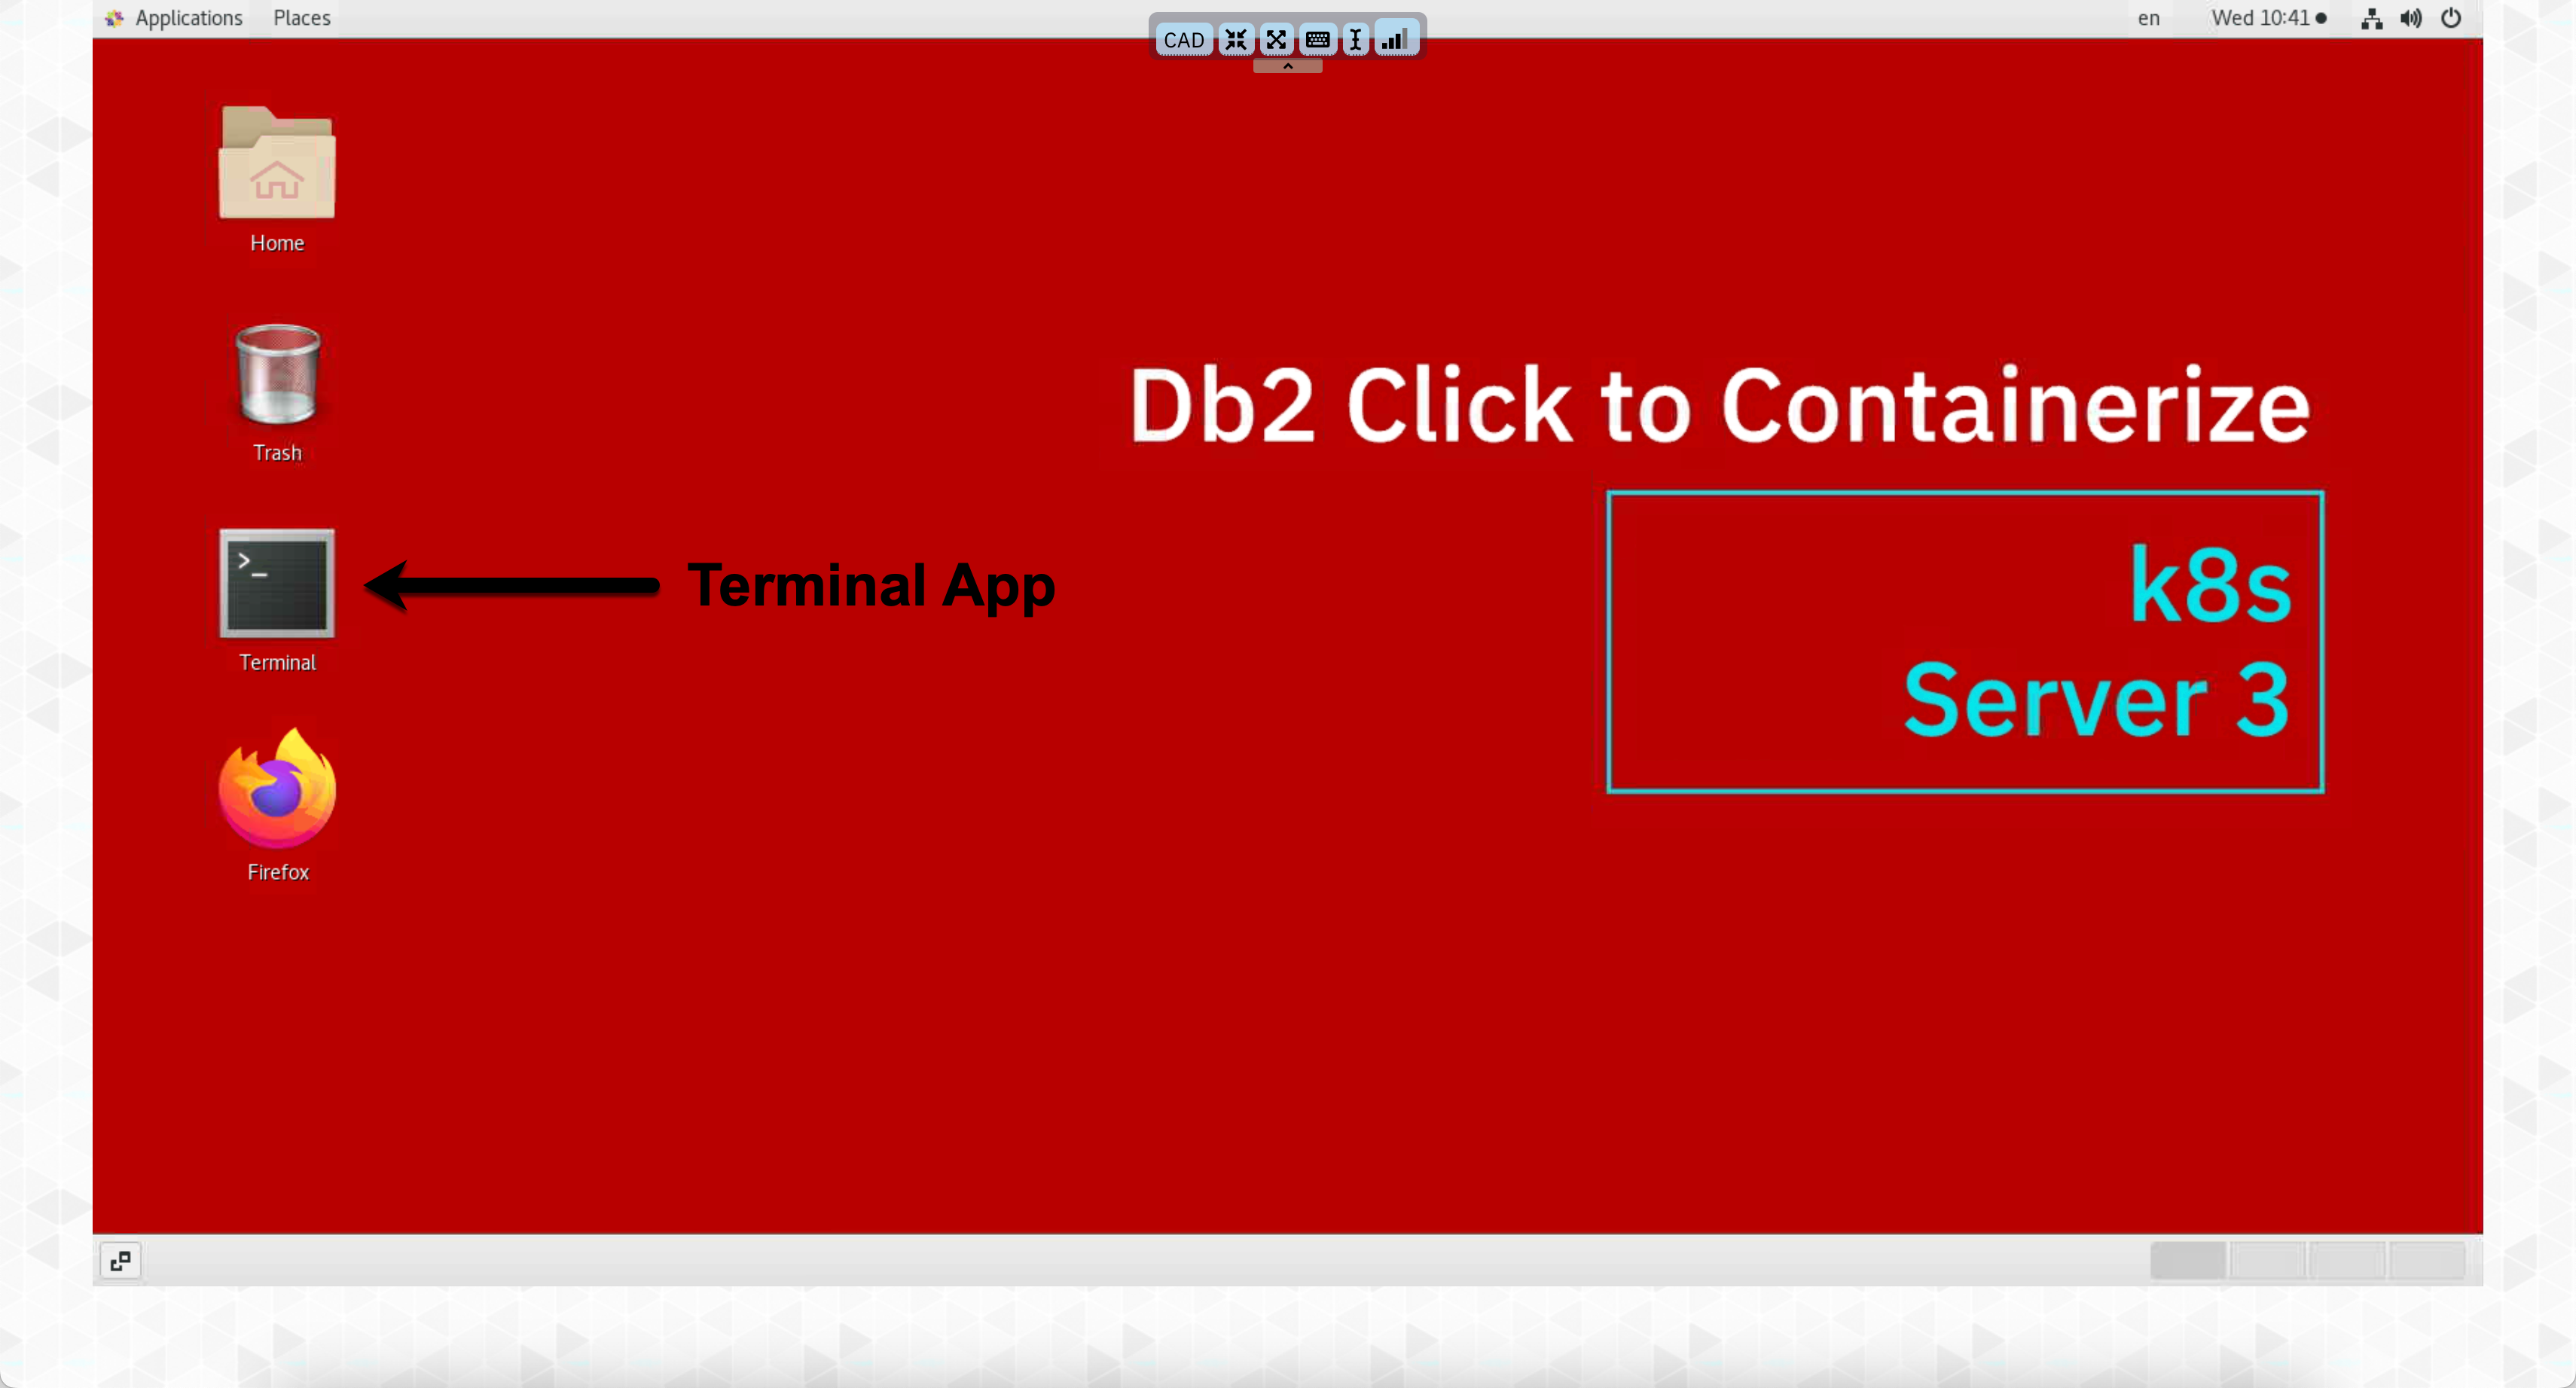 Applications Places
CAD
en Wed 10:41
Home
Trash
Db2 Click to Containerize
>_
Terminal App
Terminal
k8s
Server 3
Firefox